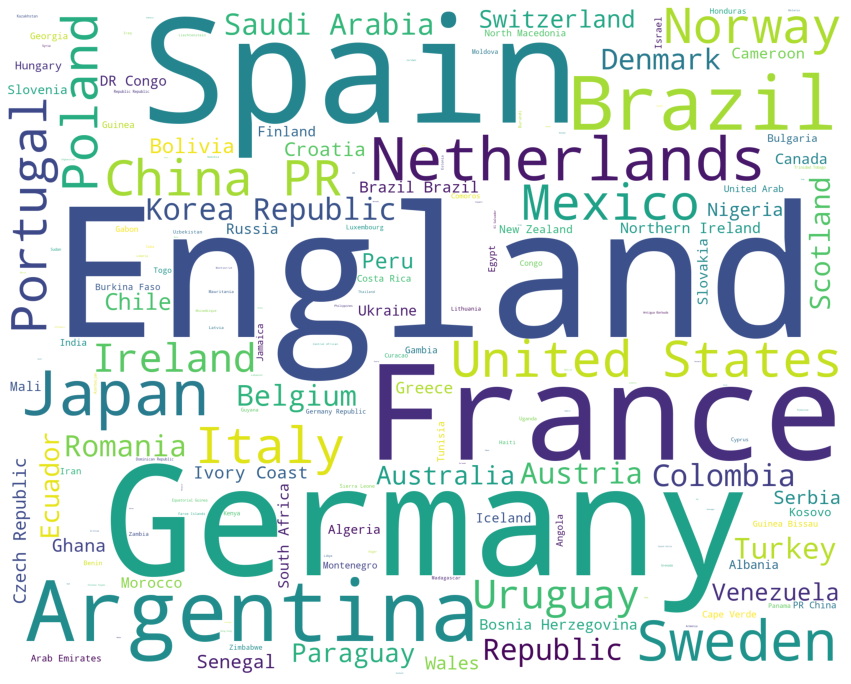 Kazakhstan
Georgia
Hungary
Slovenia
Poland
Spain
Saudi Arabia
Switzerland
North Macedonia
Honduras
Israel
Norway
Denmark
Cameroon
Moldova
DR Congo
Guinea
Portugal
Brazil
Finland
Bolivia
Croatia
Netherlands
Bulgaria
Canada
China PR
Brazil Brazil
Comoros
Mexico
United Arab
Nigeria
Scotland
Korea Republic
Russia
Luxembourg
New Zealand
Northern Ireland
England
Gabon
Uzbekistan
Togo
Burkina Faso
Mauritania
Chile
Peru
Costa Rica
Ukraine
Lithuania
Egypt
Congo
Slovakia
India
Latvia
Jamaica
Ireland
Gambia
Curacao
United States
Mali
Japan
Belgium
Germany Republic
Greece
France
Guyana
Tunisia
Uganda
Haiti
Cyprus
Romania
Italy
Ecuador
Dominican Republic
Iran
Ivory Coast
Australia
Austria
Colombia
Czech Republic
Equatorial Guinea
Faroe Islands
Kenya
Sierra Leone
Germany
Serbia
Kosovo
Guinea Bissau
Iceland
Angola
South Africa
Algeria
Ghana
Zambia
Turkey
Albania
Benin
Montenegro
Madagascar
Morocco
Argentina
Uruguay
Venezuela
Panama
PR China
Cape Verde
Bosnia Herzegovina
Sweden
Arab Emirates
Senegal
Zimbabwe
Paraguay
Wales
Republic